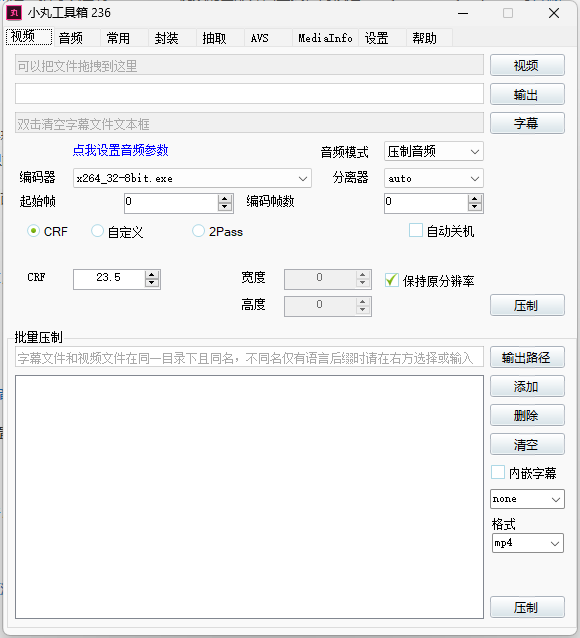 小丸工具箱 236
视频 音频 常用 封装 抽取 AVS MediaInfo 设置 帮助
可以把文件拖拽到这里 视频
输出
双击清空字幕文件文本框 字幕
点我设置音频参数 音频模式 压制音频
编码器 x264_32-8bit.exe 分离器 auto
起始帧 0 编码帧数 0
CRF 自定义 2Pass 自动关机
CRF 23.5 宽度 0 保持原分辨率
高度 0 压制
批量压制
字幕文件和视频文件在同一目录下且同名，不同名仅有语言后缀时请在右方选择或输入 输出路径
添加
删除
清空
内嵌字幕
none
格式
mp4
压制